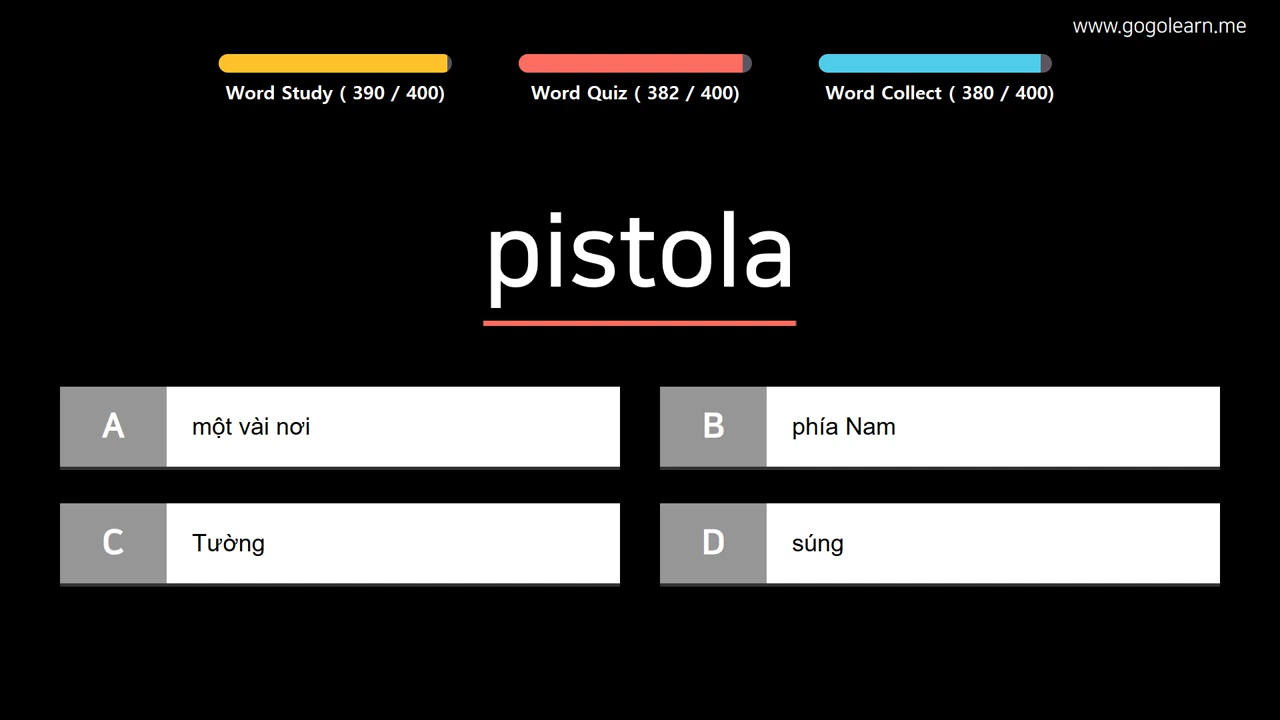 www.gogolearn.me
Word Study ( 390 / 400)
Word Quiz ( 382 / 400)
Word Collect ( 380 / 400)
pistola
A
một vài nơi
B
phía Nam
C
Tường
D
súng